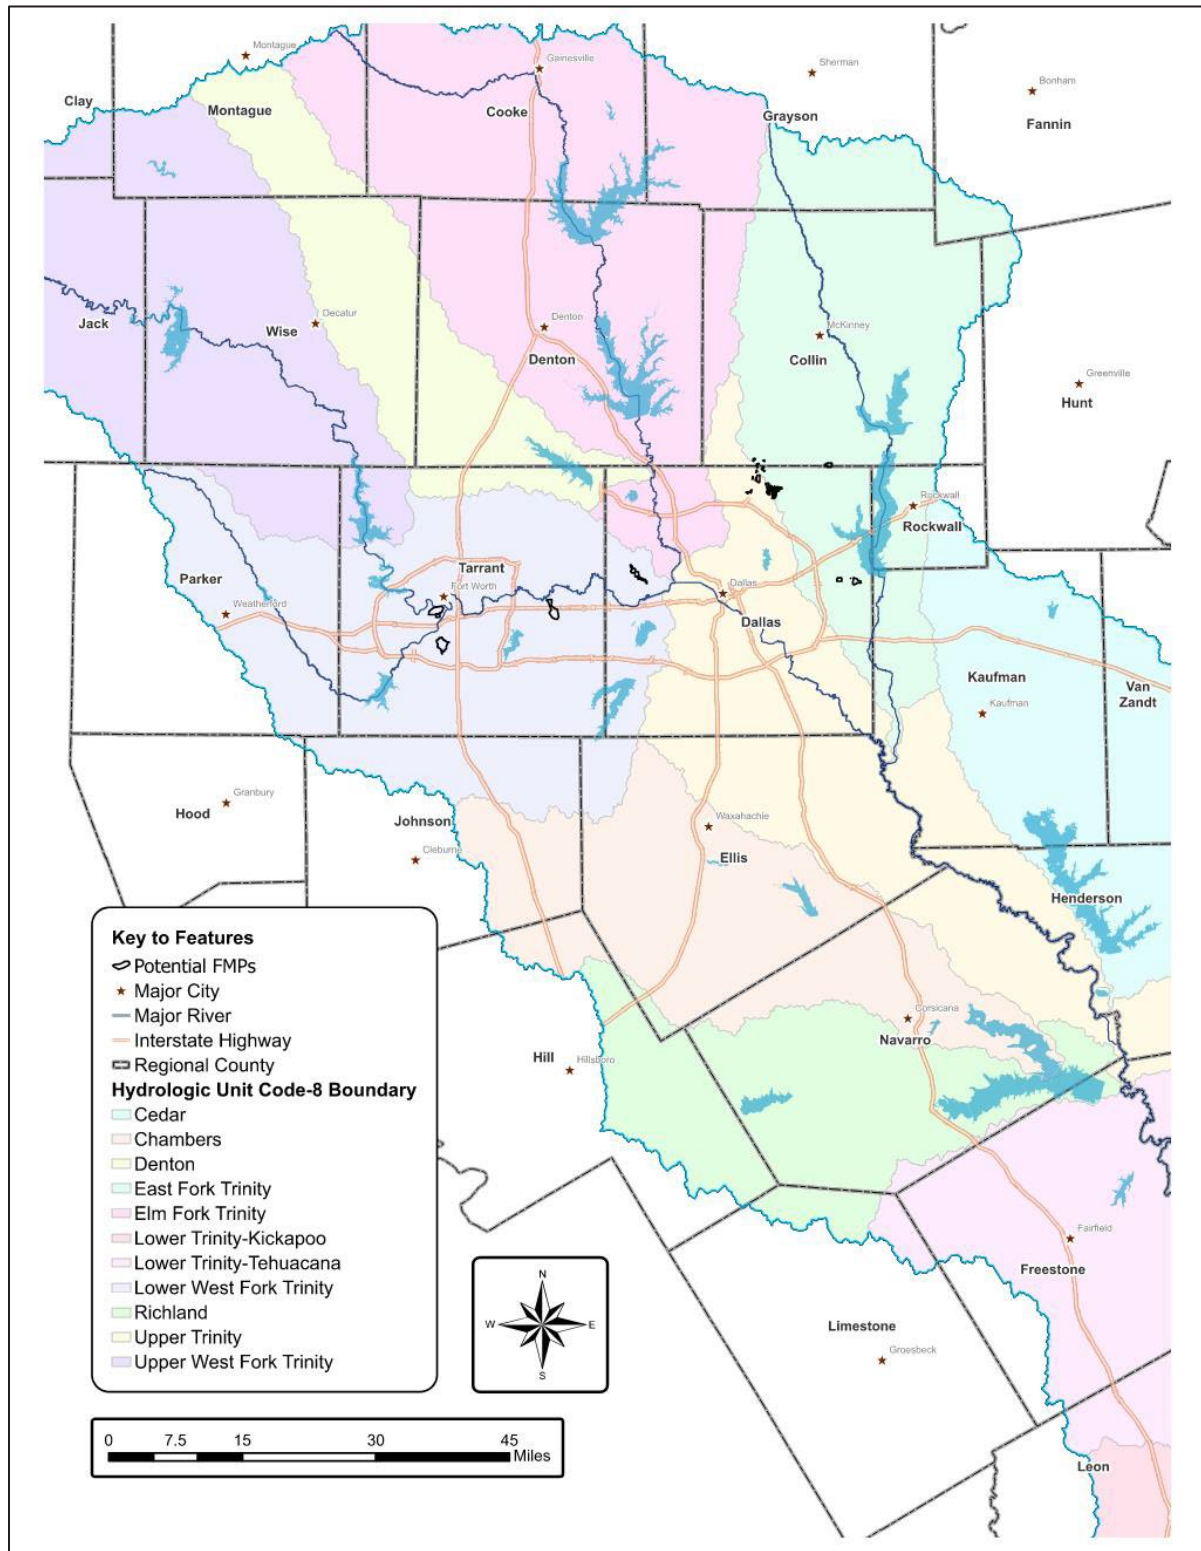 Montague
Gainesville
Sherman
Bonham
Clay
Montague
Cooke
Grayson
Fannin
Jack
Wise
Decatur
Denton
Denton
McKinney
Collin
Greenville
Hunt
Rockwall
Rockwall
Parker
Weatherford
Tarrant
Fort Worth
Dallas
Dallas
Kaufman
Kaufman
Van
Zandt
Hood
Granbury
Johnson
Cleburne
Waxahachie
Ellis
Henderson
Corsicana
Navarro
Hill
Hillsboro
Fairfield
Freestone
Limestone
Groesbeck
Leon
Key to Features
Potential FMPs
Major City
Major River
Interstate Highway
Regional County
Hydrologic Unit Code-8 Boundary
Cedar
Chambers
Denton
East Fork Trinity
Elm Fork Trinity
Lower Trinity-Kickapoo
Lower Trinity-Tehuacana
Lower West Fork Trinity
Richland
Upper Trinity
Upper West Fork Trinity
N
W E
S
0 7.5 15 30 45
Miles